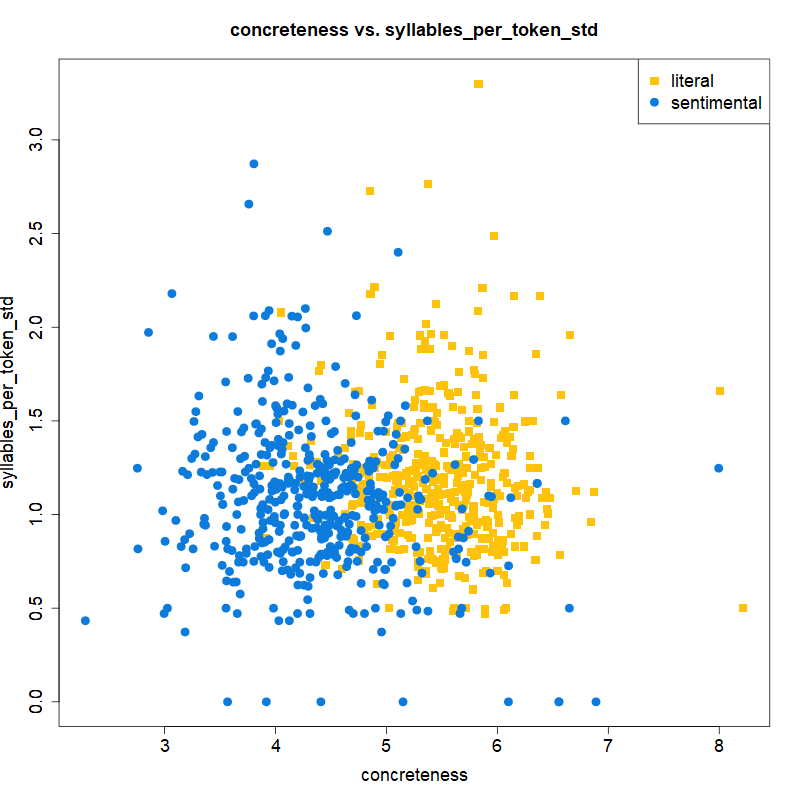 concreteness vs. syllables_per_token_std
literal
sentimental
syllables_per_token_std
3.0
2.5
2.0
1.5
1.0
0.5
0.0
3 4 5 6 7 8
concreteness